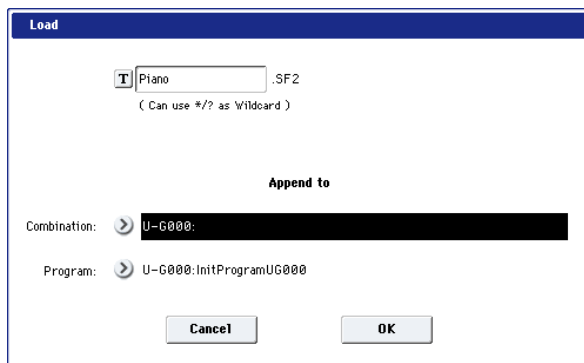 Load
T Piano .SF2
( Can use */? as Wildcard )
Append to
Combination: U-G000:
Program: U-G000:InitProgramUG000
Cancel OK